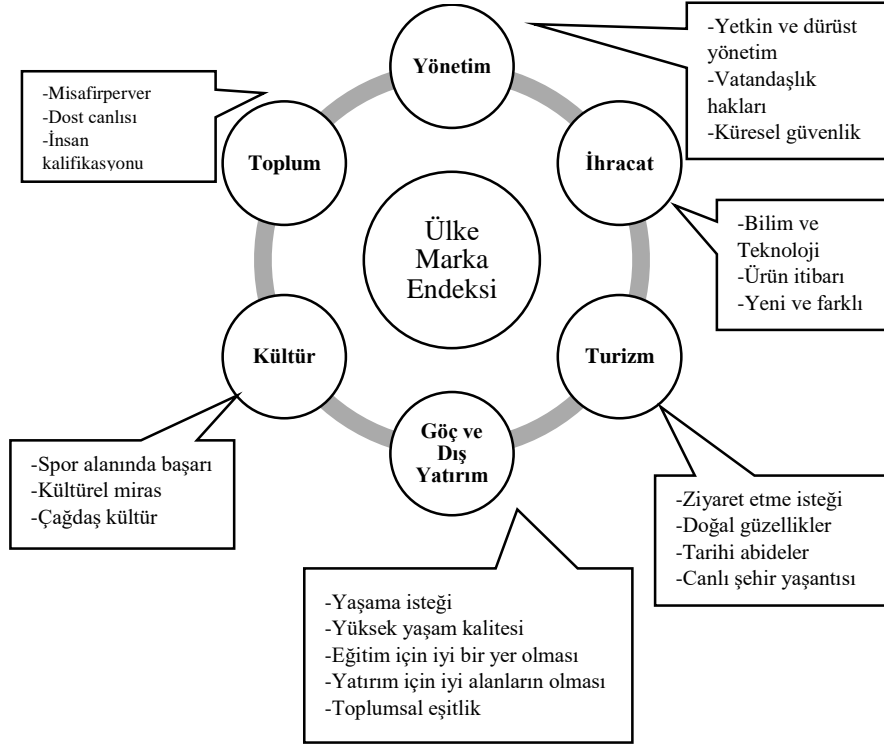 Yönetim
-Yetkin ve dürüst
yönetim
-Vatandaşlık
hakları
-Küresel güvenlik
İhracat
-Bilim ve
Teknoloji
-Ürün itibarı
-Yeni ve farklı
Turizm
-Ziyaret etme isteği
-Doğal güzellikler
-Tarihi abideler
-Canlı şehir yaşantısı
Göç ve
Dış
Yatırım
-Yaşama isteği
-Yüksek yaşam kalitesi
-Eğitim için iyi bir yer olması
-Yatırım için iyi alanların olması
-Toplumsal eşitlik
Kültür
-Spor alanında başarı
-Kültürel miras
-Çağdaş kültür
Toplum
-Misafirperver
-Dost canlısı
-İnsan
kalifikasyonu
Ülke
Marka
Endeksi